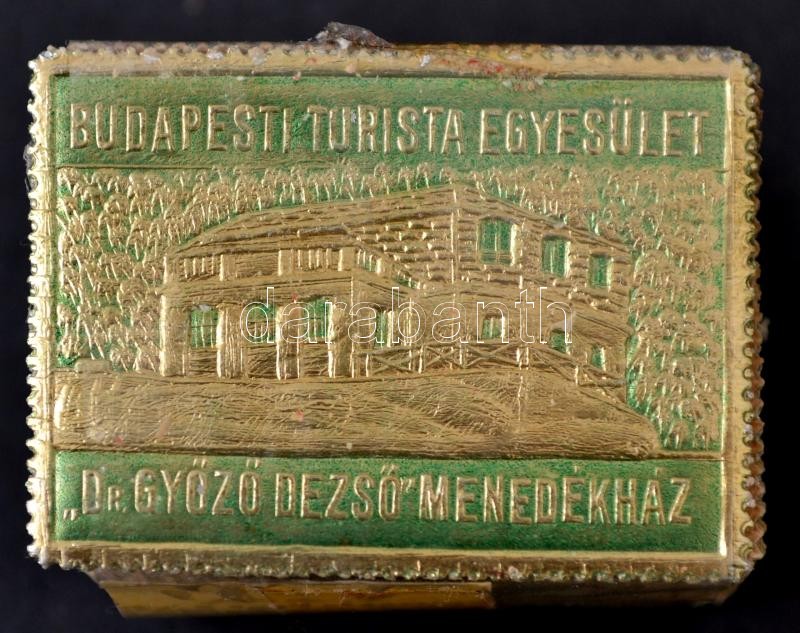 BUDAPESTI TURISTA EGYESÜLET
darabanth
„DR. GYŐZŐ DEZSŐ” MENEDÉKHÁZ